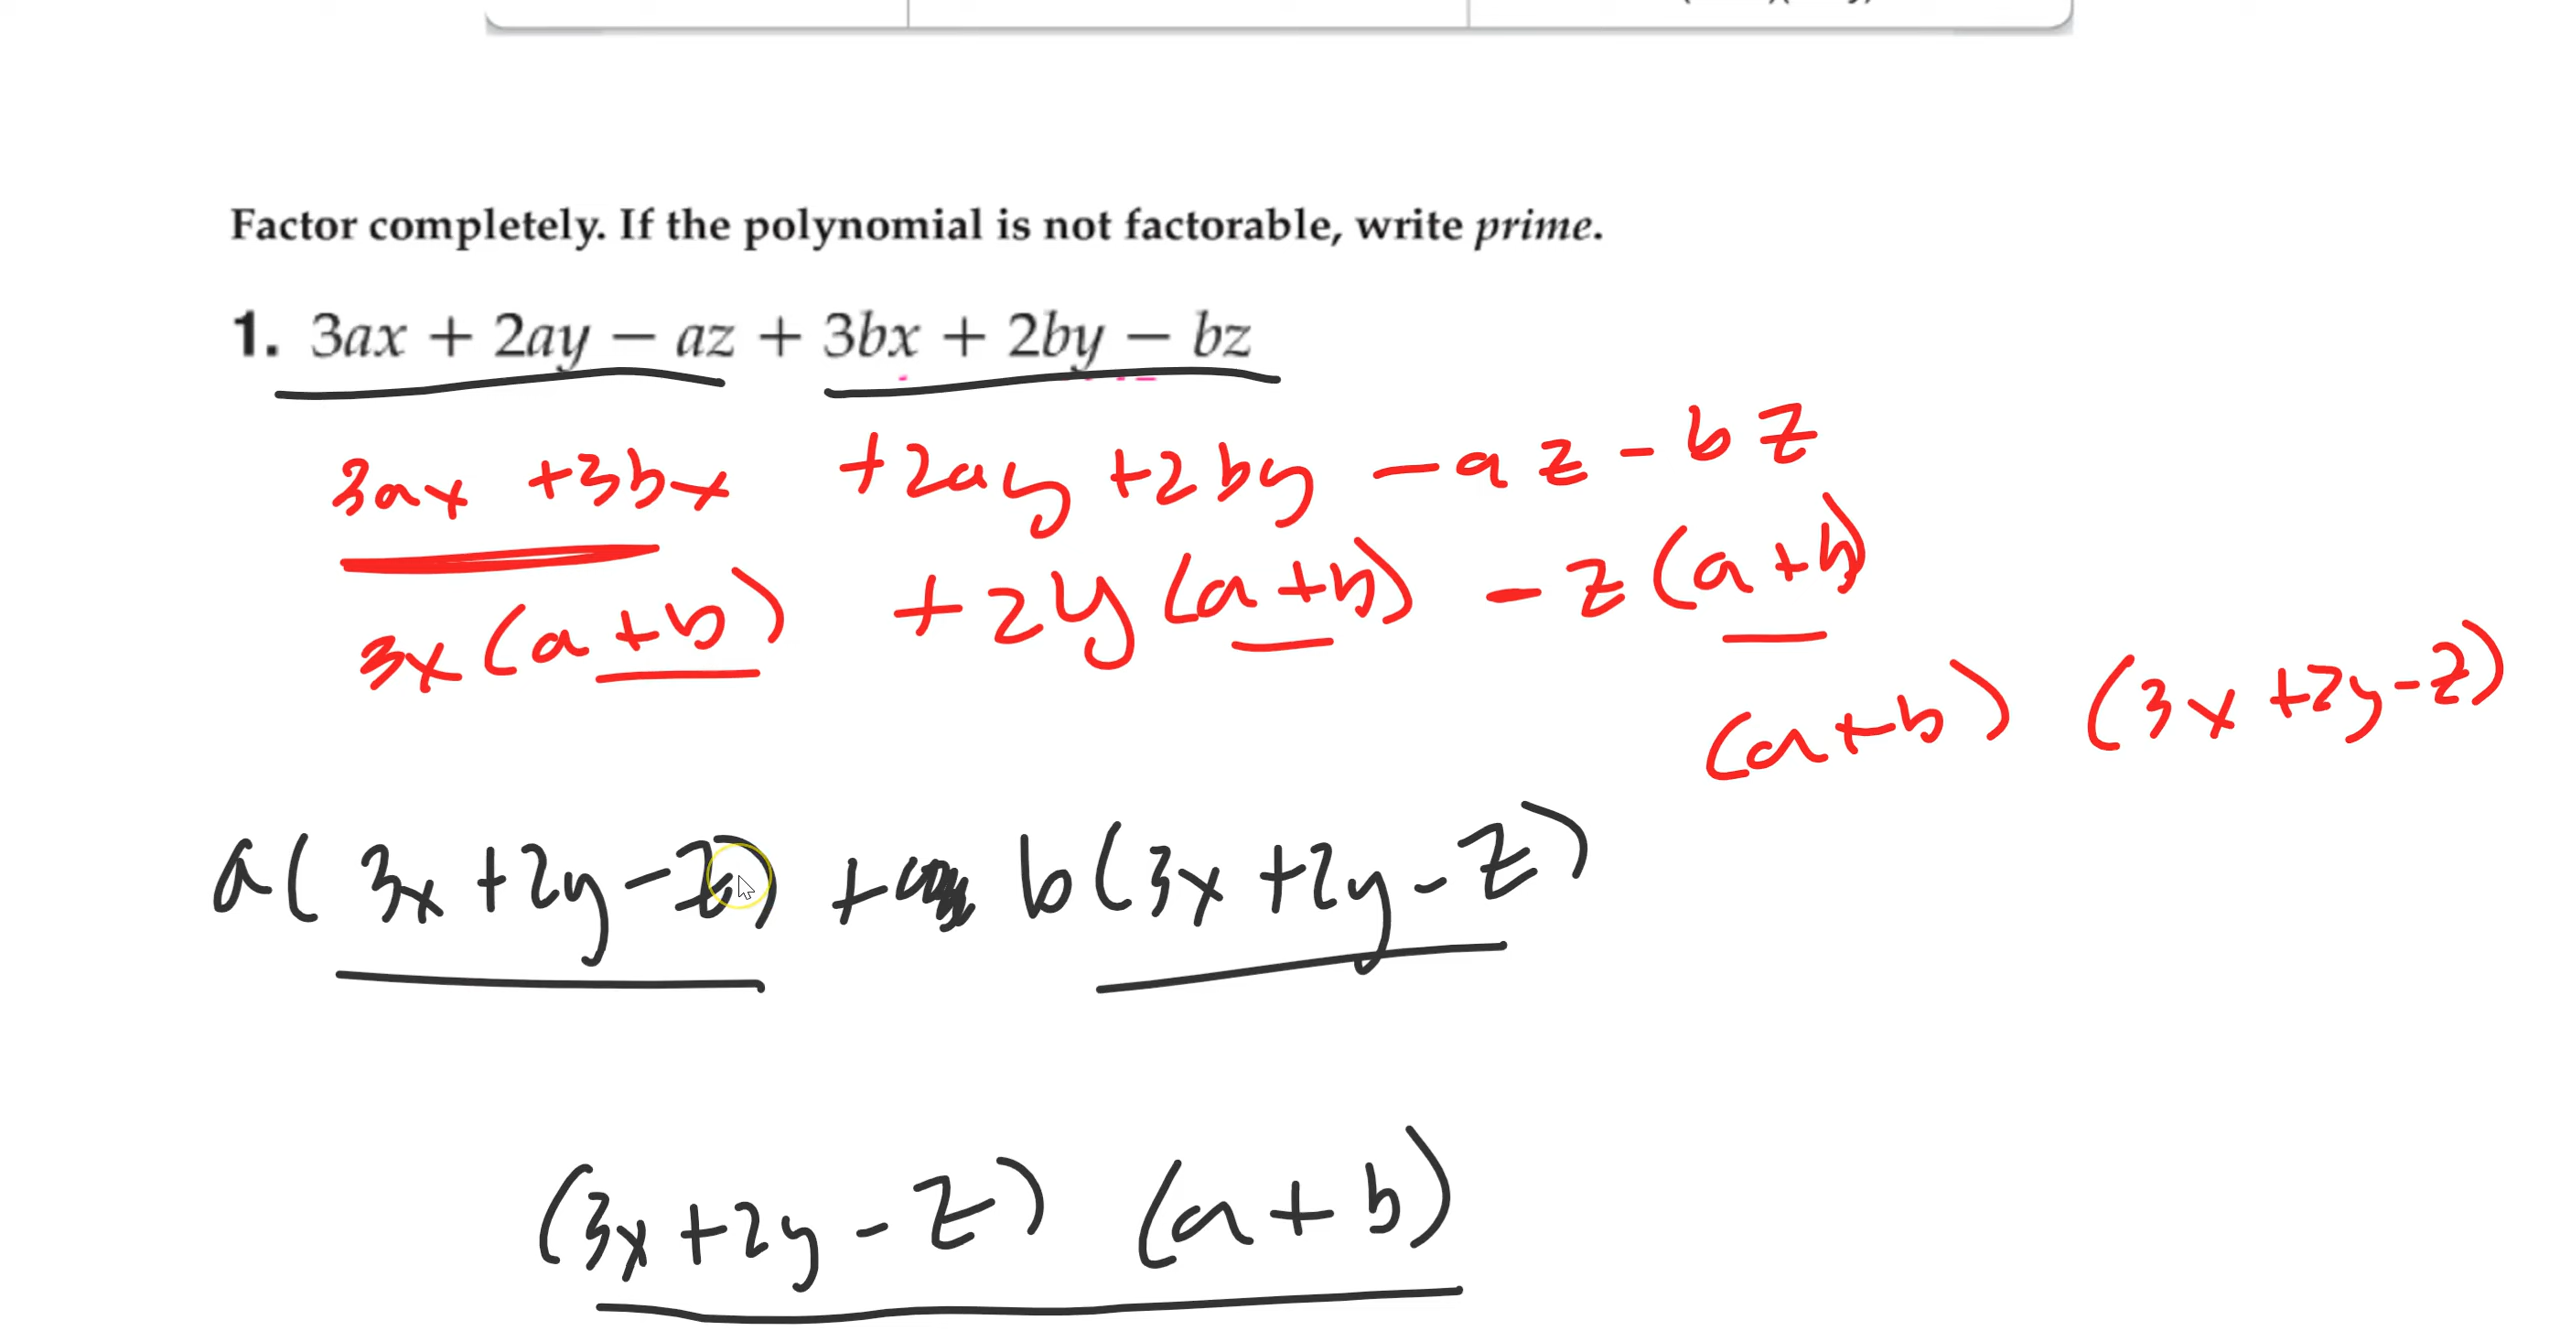 Factor completely. If the polynomial is not factorable, write prime.
1. 3ax + 2ay − az + 3bx + 2by − bz
3ax +3bx +2ay +2by −az −bz
3x(a+b) +2y(a+b) −z(a+b)
(a+b) (3x+2y−z)
a(3x+2y−z) + b(3x+2y−z)
(3x+2y−z) (a+b)